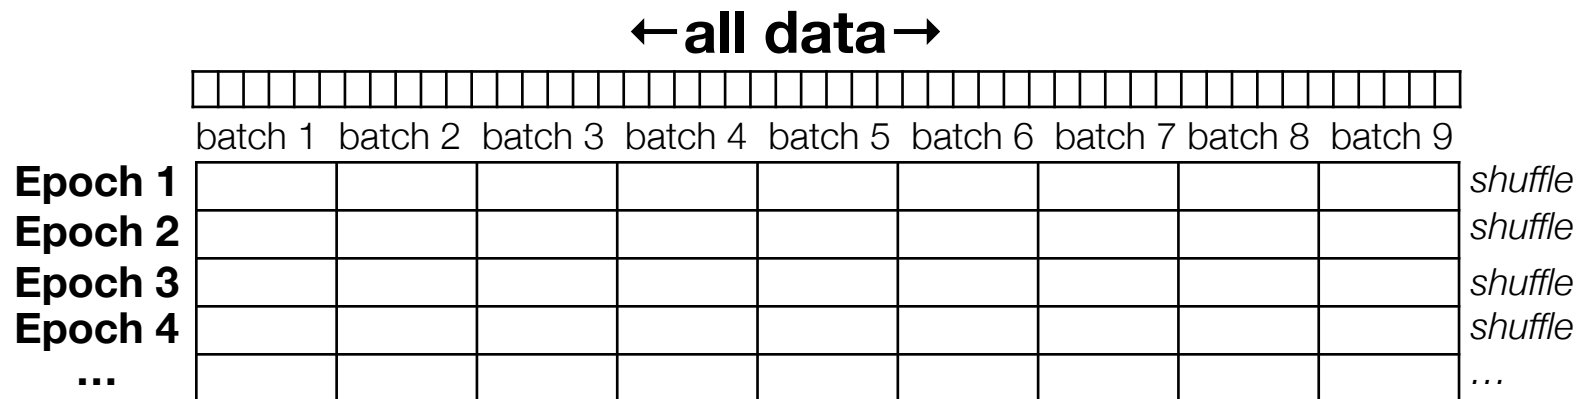 ←all data→
batch 1 batch 2 batch 3 batch 4 batch 5 batch 6 batch 7 batch 8 batch 9
Epoch 1 shuffle
Epoch 2 shuffle
Epoch 3 shuffle
Epoch 4 shuffle
... ...